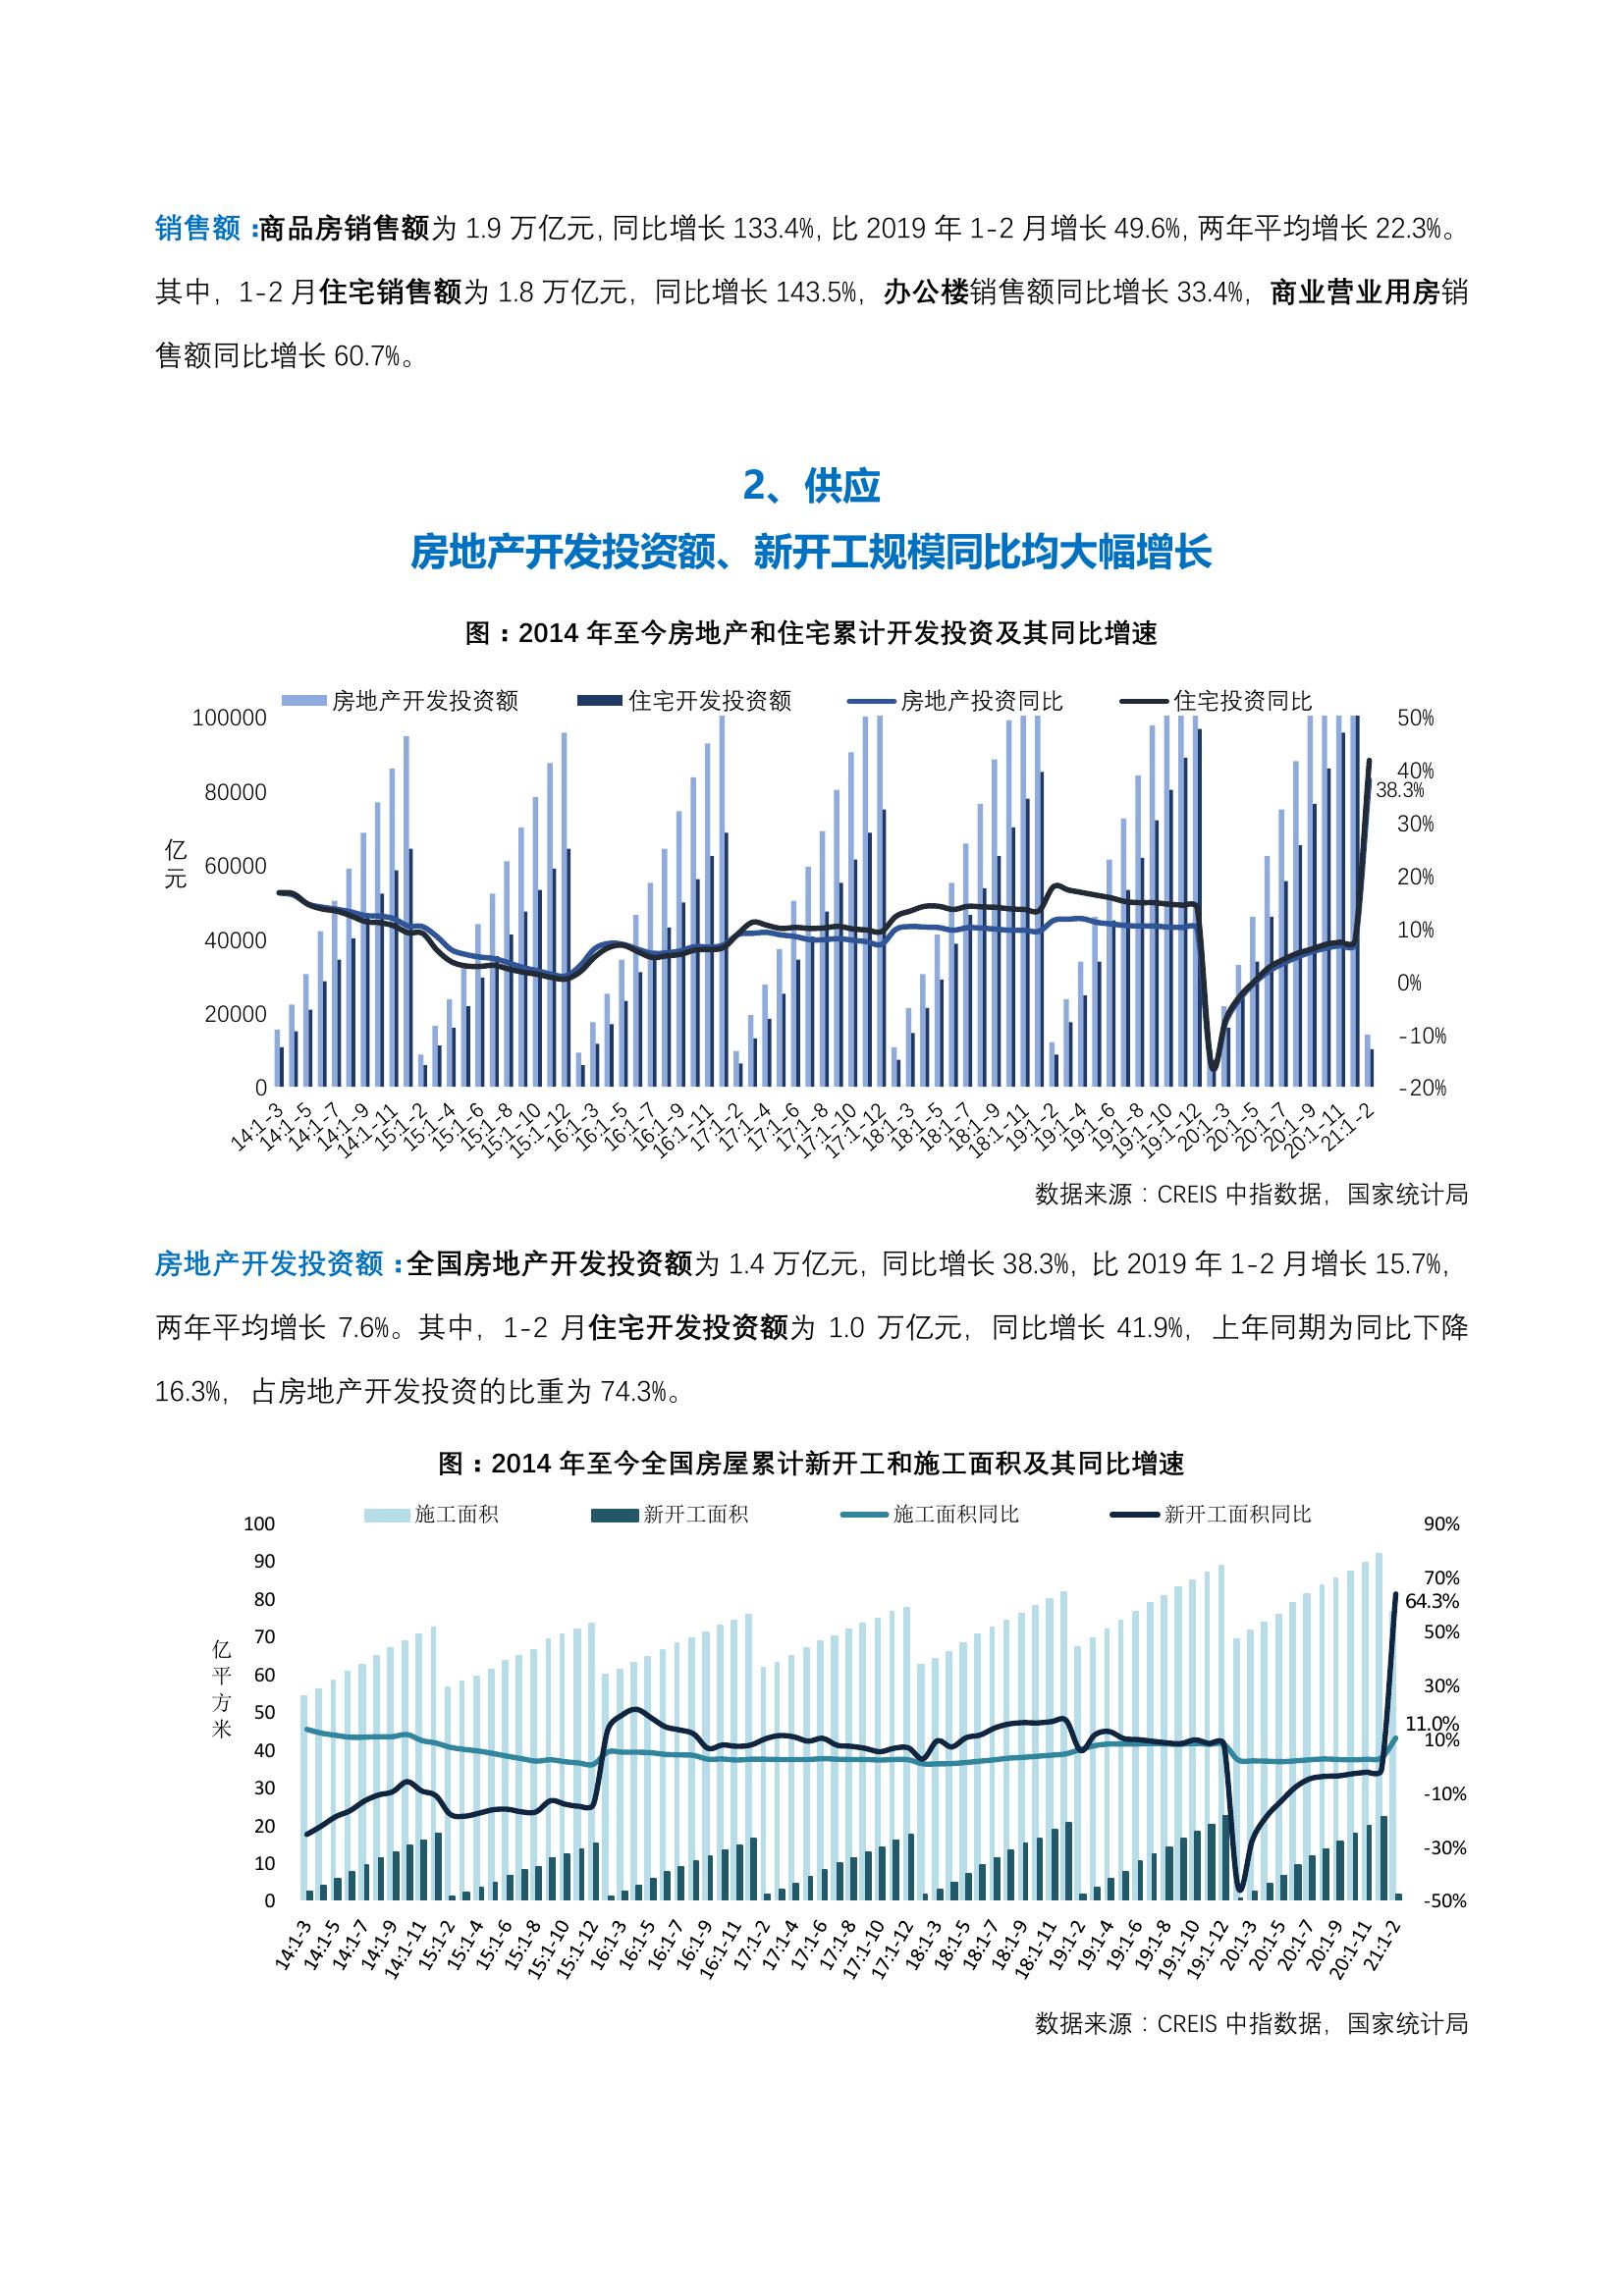 销售额：商品房销售额为 1.9 万亿元，同比增长 133.4%，比 2019 年 1-2 月增长 49.6%，两年平均增长 22.3%。
其中，1-2 月住宅销售额为 1.8 万亿元，同比增长 143.5%，办公楼销售额同比增长 33.4%，商业营业用房销
售额同比增长 60.7%。
2、供应
房地产开发投资额、新开工规模同比均大幅增长
图：2014 年至今房地产和住宅累计开发投资及其同比增速
房地产开发投资额 住宅开发投资额 房地产投资同比 住宅投资同比
100000 50%
40%
80000 38.3%
30%
亿元
60000 20%
40000 10%
0%
20000
-10%
0 -20%
14:1-3 14:1-5 14:1-7 14:1-9 14:1-11 15:1-2 15:1-4 15:1-6 15:1-8 15:1-10 15:1-12 16:1-3 16:1-5 16:1-7 16:1-9 16:1-11 17:1-2 17:1-4 17:1-6 17:1-8 17:1-10 17:1-12 18:1-3 18:1-5 18:1-7 18:1-9 18:1-11 19:1-2 19:1-4 19:1-6 19:1-8 19:1-10 19:1-12 20:1-3 20:1-5 20:1-7 20:1-9 20:1-11 21:1-2
数据来源：CREIS 中指数据，国家统计局
房地产开发投资额：全国房地产开发投资额为 1.4 万亿元，同比增长 38.3%，比 2019 年 1-2 月增长 15.7%，
两年平均增长 7.6%。其中，1-2 月住宅开发投资额为 1.0 万亿元，同比增长 41.9%，上年同期为同比下降
16.3%，占房地产开发投资的比重为 74.3%。
图：2014 年至今全国房屋累计新开工和施工面积及其同比增速
施工面积 新开工面积 施工面积同比 新开工面积同比
100 90%
90
70%
80 64.3%
70 50%
亿平方米
60 30%
50
11.0%
10%
40
30 -10%
20
-30%
10
0 -50%
14:1-3 14:1-5 14:1-7 14:1-9 14:1-11 15:1-2 15:1-4 15:1-6 15:1-8 15:1-10 15:1-12 16:1-3 16:1-5 16:1-7 16:1-9 16:1-11 17:1-2 17:1-4 17:1-6 17:1-8 17:1-10 17:1-12 18:1-3 18:1-5 18:1-7 18:1-9 18:1-11 19:1-2 19:1-4 19:1-6 19:1-8 19:1-10 19:1-12 20:1-3 20:1-5 20:1-7 20:1-9 20:1-11 21:1-2
数据来源：CREIS 中指数据，国家统计局